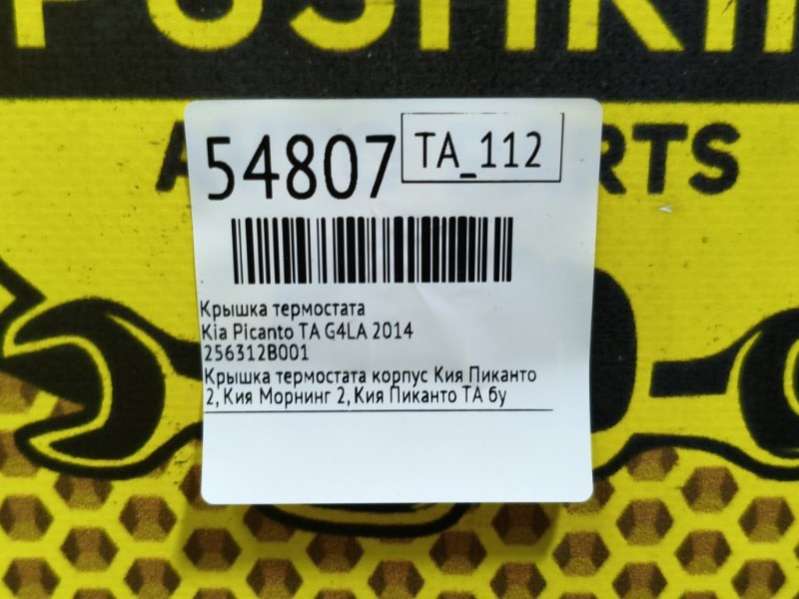 54807
TA_112
Крышка термостата
Kia Picanto TA G4LA 2014
256312B001
Крышка термостата корпус Кия Пиканто
2, Кия Морнинг 2, Кия Пиканто ТА бу